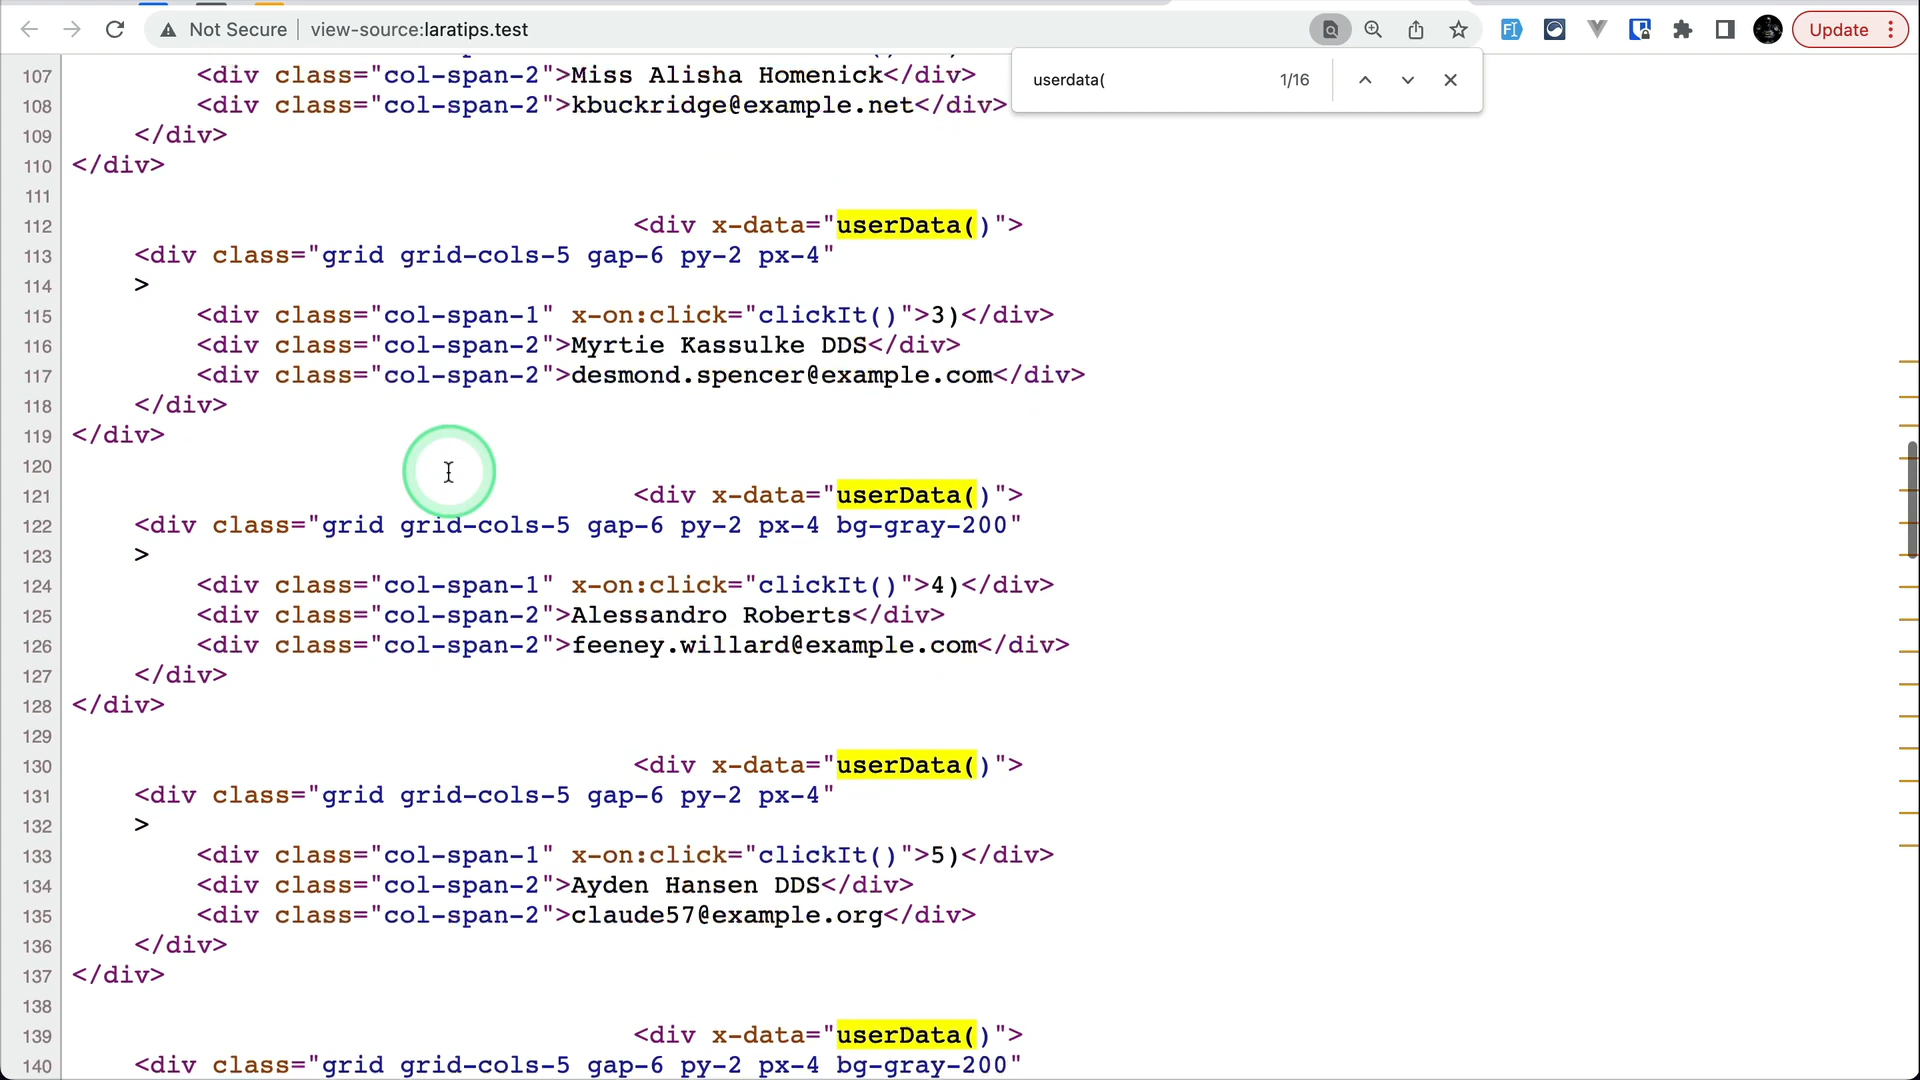 Not Secure | view-source:laratips.test
Update
userdata(
1/16
107 <div class="col-span-2">Miss Alisha Homenick</div>
108 <div class="col-span-2">kbuckridge@example.net</div>
109 </div>
110 </div>
111
112 <div x-data="userData()">
113 <div class="grid grid-cols-5 gap-6 py-2 px-4"
114 >
115 <div class="col-span-1" x-on:click="clickIt()">3)</div>
116 <div class="col-span-2">Myrtie Kassulke DDS</div>
117 <div class="col-span-2">desmond.spencer@example.com</div>
118 </div>
119 </div>
120
121 <div x-data="userData()">
122 <div class="grid grid-cols-5 gap-6 py-2 px-4 bg-gray-200"
123 >
124 <div class="col-span-1" x-on:click="clickIt()">4)</div>
125 <div class="col-span-2">Alessandro Roberts</div>
126 <div class="col-span-2">feeney.willard@example.com</div>
127 </div>
128 </div>
129
130 <div x-data="userData()">
131 <div class="grid grid-cols-5 gap-6 py-2 px-4"
132 >
133 <div class="col-span-1" x-on:click="clickIt()">5)</div>
134 <div class="col-span-2">Ayden Hansen DDS</div>
135 <div class="col-span-2">claude57@example.org</div>
136 </div>
137 </div>
138
139 <div x-data="userData()">
140 <div class="grid grid-cols-5 gap-6 py-2 px-4 bg-gray-200"